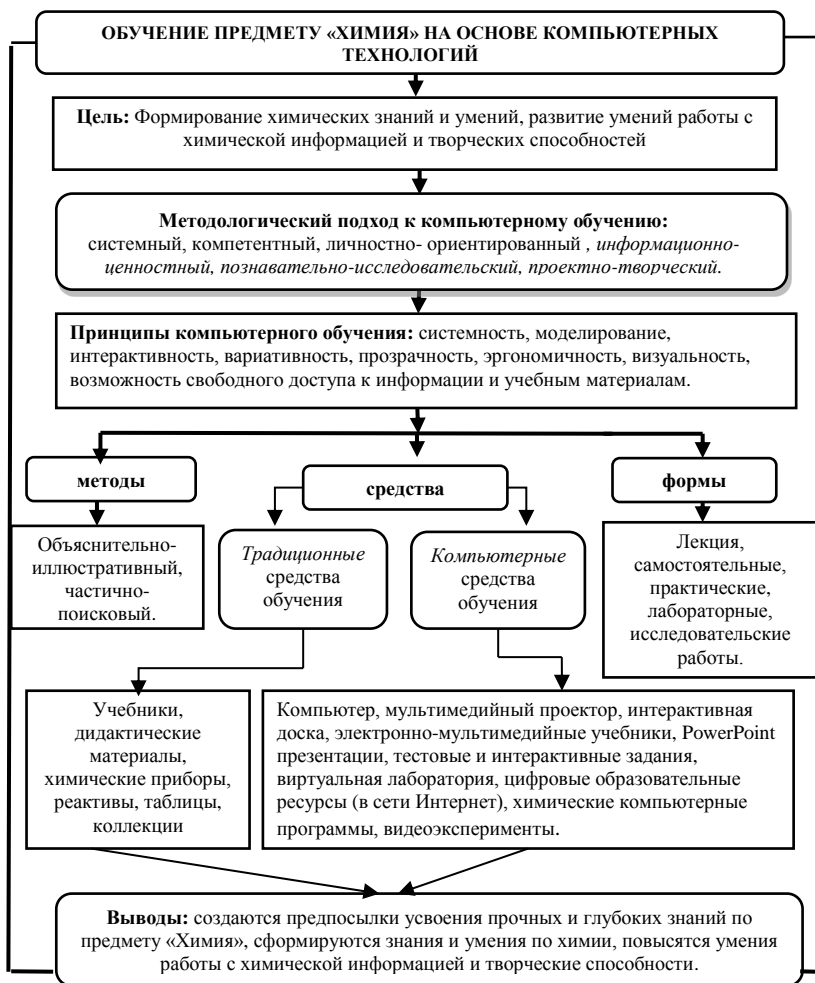 ОБУЧЕНИЕ ПРЕДМЕТУ «ХИМИЯ» НА ОСНОВЕ КОМПЬЮТЕРНЫХ
ТЕХНОЛОГИЙ
Цель: Формирование химических знаний и умений, развитие умений работы с
химической информацией и творческих способностей
Методологический подход к компьютерному обучению:
системный, компетентный, личностно- ориентированный , информационно-
ценностный, познавательно-исследовательский, проектно-творческий.
Принципы компьютерного обучения: системность, моделирование,
интерактивность, вариативность, прозрачность, эргономичность, визуальность,
возможность свободного доступа к информации и учебным материалам.
методы
средства
формы
Объяснительно-
иллюстративный,
частично-
поисковый.
Традиционные
средства
обучения
Компьютерные
средства
обучения
Лекция,
самостоятельные,
практические,
лабораторные,
исследовательские
работы.
Учебники,
дидактические
материалы,
химические приборы,
реактивы, таблицы,
коллекции
Компьютер, мультимедийный проектор, интерактивная
доска, электронно-мультимедийные учебники, PowerPoint
презентации, тестовые и интерактивные задания,
виртуальная лаборатория, цифровые образовательные
ресурсы (в сети Интернет), химические компьютерные
программы, видеоэксперименты.
Выводы: создаются предпосылки усвоения прочных и глубоких знаний по
предмету «Химия», сформируются знания и умения по химии, повысятся умения
работы с химической информацией и творческие способности.